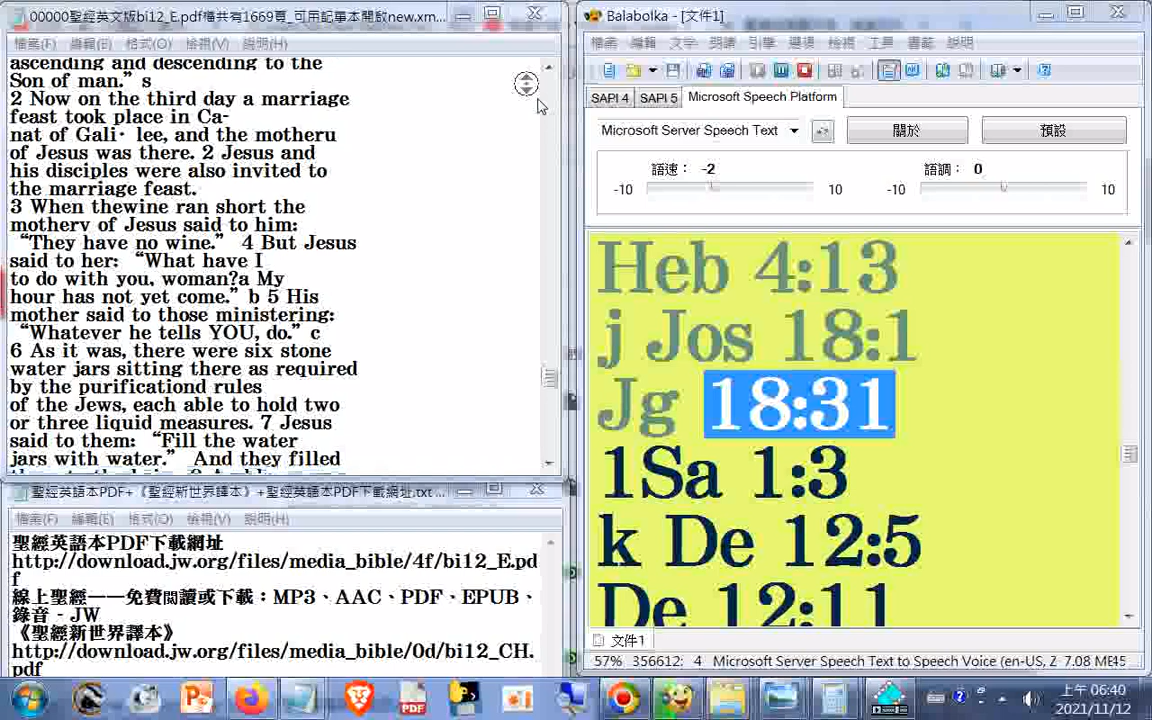 00000聖經英文版bi12_E.pdf檔共有1669頁_可用記事本開啟new.xm...
檔案(F) 編輯(E) 格式(O) 檢視(V) 說明(H)
ascending and descending to the
Son of man.” s
2 Now on the third day a marriage
feast took place in Ca-
nat of Gali· lee, and the motheru
of Jesus was there. 2 Jesus and
his disciples were also invited to
the marriage feast.
3 When thewine ran short the
motherv of Jesus said to him:
“They have no wine.” 4 But Jesus
said to her: “What have I
to do with you, woman?a My
hour has not yet come.” b 5 His
mother said to those ministering:
“Whatever he tells YOU, do.” c
6 As it was, there were six stone
water jars sitting there as required
by the purificationd rules
of the Jews, each able to hold two
or three liquid measures. 7 Jesus
said to them: “Fill the water
jars with water.” And they filled
聖經英語本PDF+《聖經新世界譯本》+聖經英語本PDF下載網址.txt ...
檔案(F) 編輯(E) 格式(O) 檢視(V) 說明(H)
聖經英語本PDF下載網址
http://download.jw.org/files/media_bible/4f/bi12_E.pd
f
線上聖經──免費閱讀或下載：MP3、AAC、PDF、EPUB、
錄音 - JW
《聖經新世界譯本》
http://download.jw.org/files/media_bible/0d/bi12_CH.
pdf
Balabolka - [文件1]
檔案 編輯 文字 朗讀 引擎 選項 檢視 工具 書籤 說明
SAPI 4 SAPI 5 Microsoft Speech Platform
Microsoft Server Speech Text 關於 預設
語速： -2 語調： 0
-10 10 -10 10
Heb 4:13
j Jos 18:1
Jg 18:31
1Sa 1:3
k De 12:5
De 12:11
文件1
57% 356612: 4 Microsoft Server Speech Text to Speech Voice (en-US, Z 7.08 ME45
上午 06:40
2021/11/12